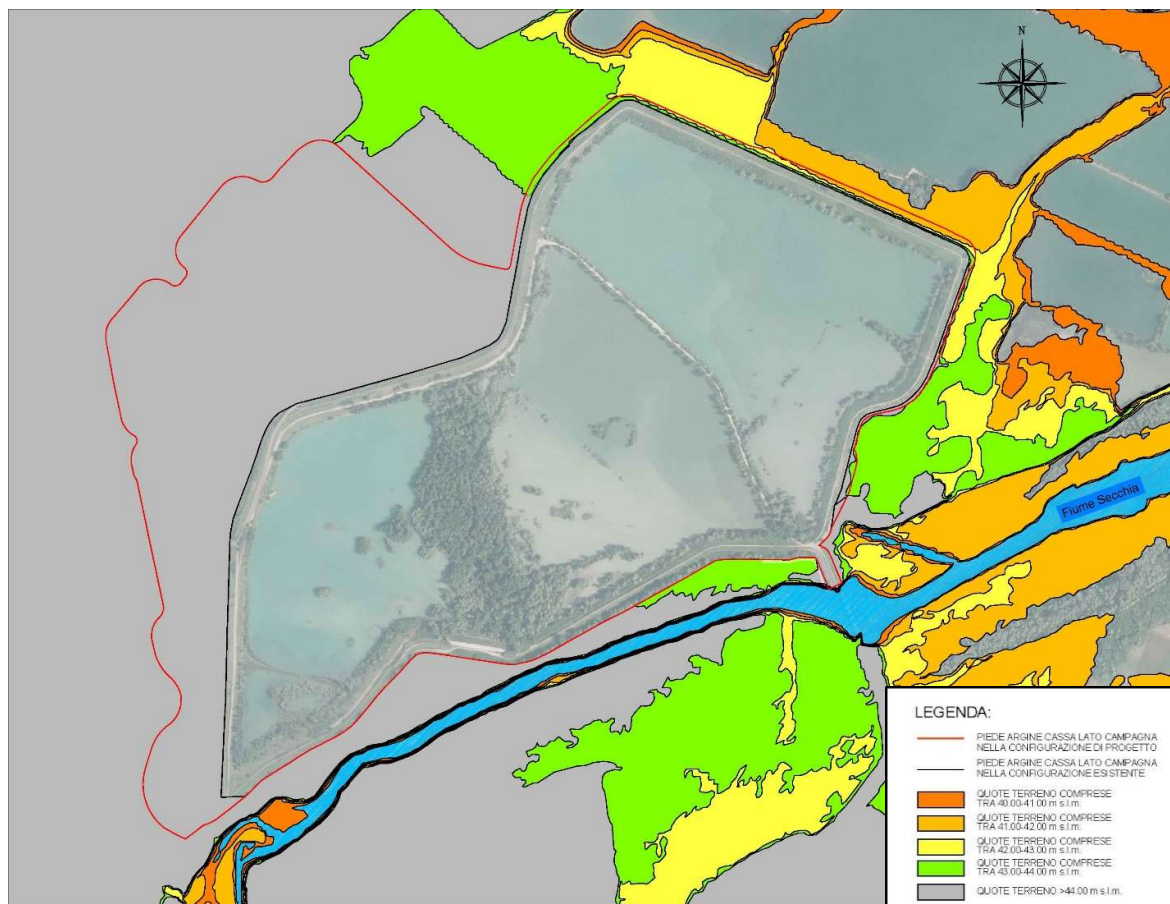 N
Fiume Secchia
LEGENDA:
PIEDE ARGINE CASSA LATO CAMPAGNA
NELLA CONFIGURAZIONE DI PROGETTO
PIEDE ARGINE CASSA LATO CAMPAGNA
NELLA CONFIGURAZIONE ESISTENTE
QUOTE TERRENO COMPRESE
TRA 40.00-41.00 m s.l.m.
QUOTE TERRENO COMPRESE
TRA 41.00-42.00 m s.l.m.
QUOTE TERRENO COMPRESE
TRA 42.00-43.00 m s.l.m.
QUOTE TERRENO COMPRESE
TRA 43.00-44.00 m s.l.m.
QUOTE TERRENO >44.00 m s.l.m.